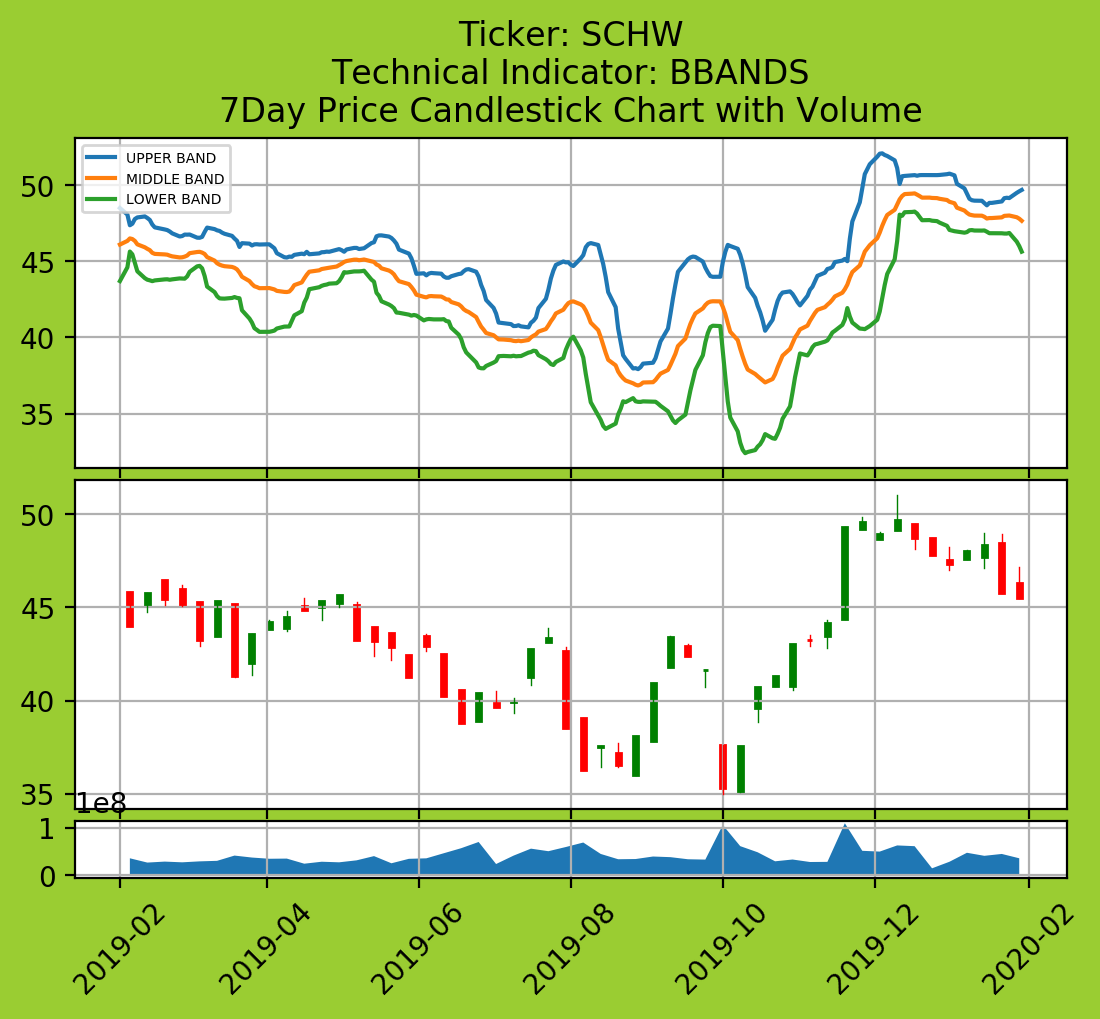 Ticker: SCHW
Technical Indicator: BBANDS
7Day Price Candlestick Chart with Volume
UPPER BAND
MIDDLE BAND
LOWER BAND
50
45
40
35
50
45
40
35
1e8
1
0
2019-02
2019-04
2019-06
2019-08
2019-10
2019-12
2020-02